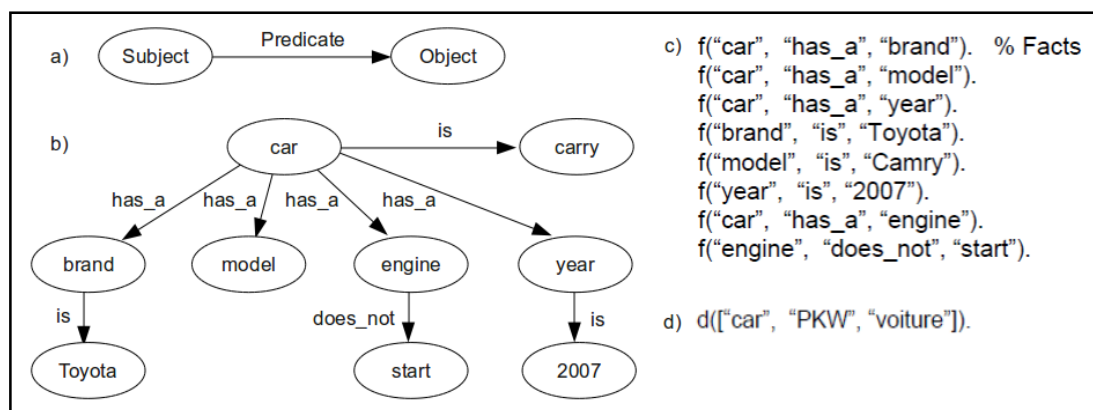 a) Subject Predicate Object
b) car is carry
has_a has_a has_a has_a
brand model engine year
is does_not is
Toyota start 2007
c) f(“car”, “has_a”, “brand”). % Facts
f(“car”, “has_a”, “model”).
f(“car”, “has_a”, “year”).
f(“brand”, “is”, “Toyota”).
f(“model”, “is”, “Camry”).
f(“year”, “is”, “2007”).
f(“car”, “has_a”, “engine”).
f(“engine”, “does_not”, “start”).
d) d([“car”, “PKW”, “voiture”]).